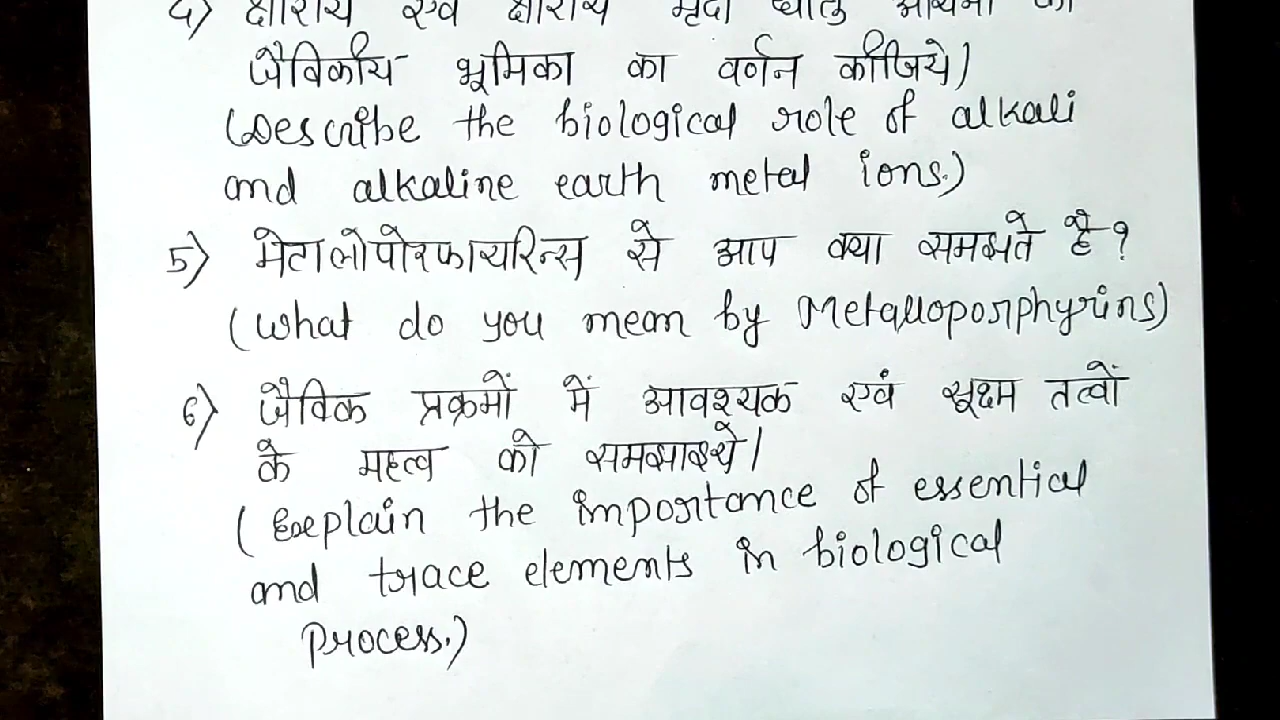 4) क्षारीय एवं क्षारीय मृदा धातु आयनों की
जैविकीय भूमिका का वर्णन कीजिये)
(Describe the biological role of alkali
and alkaline earth metal ions.)
5) मेटालोपोरफायरिन्स से आप क्या समझते है?
(What do you mean by Metalloporphyrins)
6) जैविक प्रक्रमों में आवश्यक एवं सूक्ष्म तत्वों
के महत्व को समझाइये।
(Explain the importance of essential
and trace elements in biological
process.)